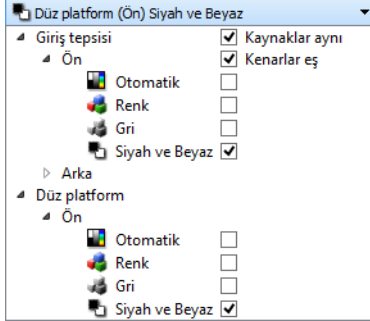 Düz platform (Ön) Siyah ve Beyaz
Giriş tepsisi Kaynaklar aynı
Ön Kenarlar eş
Otomatik
Renk
Gri
Siyah ve Beyaz
Arka
Düz platform
Ön
Otomatik
Renk
Gri
Siyah ve Beyaz